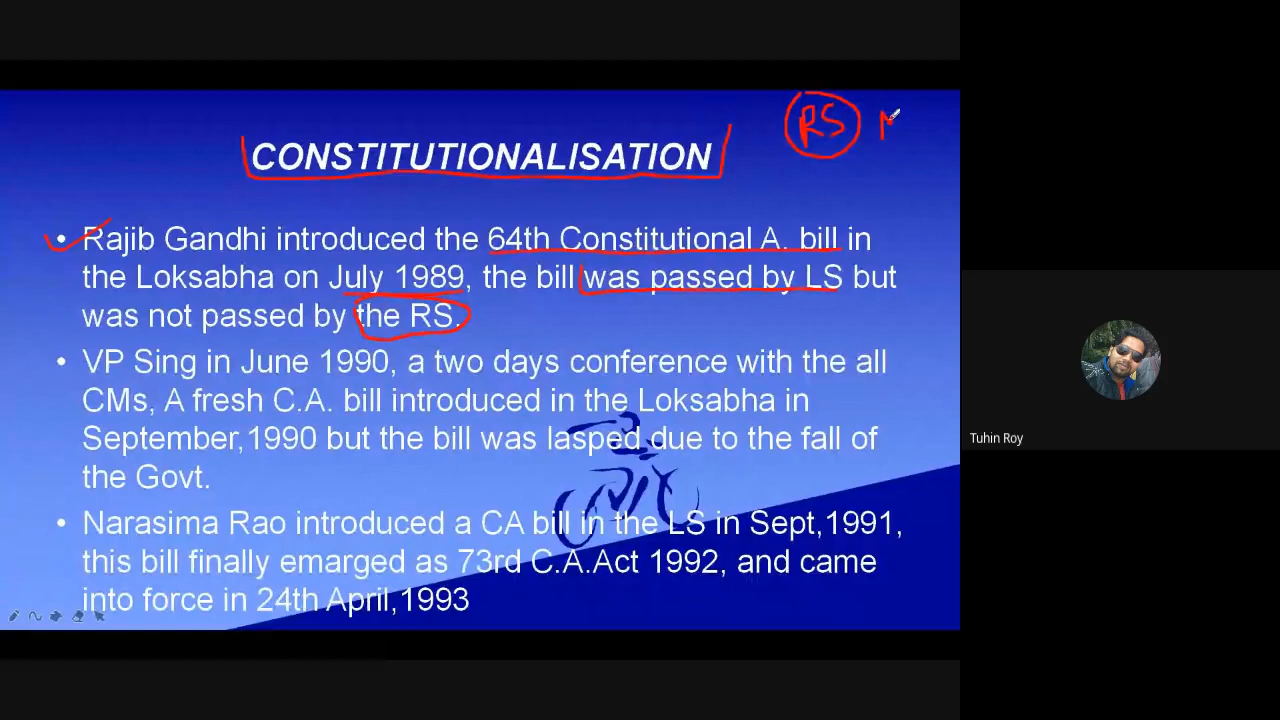 RS
CONSTITUTIONALISATION
• Rajib Gandhi introduced the 64th Constitutional A. bill in
the Loksabha on July 1989, the bill was passed by LS but
was not passed by the RS.
• VP Sing in June 1990, a two days conference with the all
CMs, A fresh C.A. bill introduced in the Loksabha in
September,1990 but the bill was lasped due to the fall of
the Govt.
• Narasima Rao introduced a CA bill in the LS in Sept,1991,
this bill finally emarged as 73rd C.A.Act 1992, and came
into force in 24th April,1993
Tuhin Roy